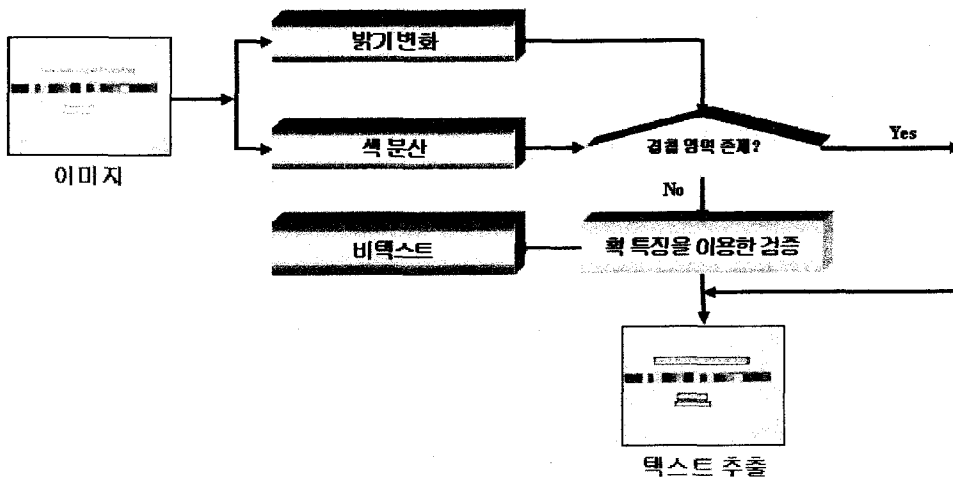 밝기 변화
이미지
색 분산
겹침 영역 존재?
Yes
No
비텍스트
획 특징을 이용한 검증
텍스트 추출